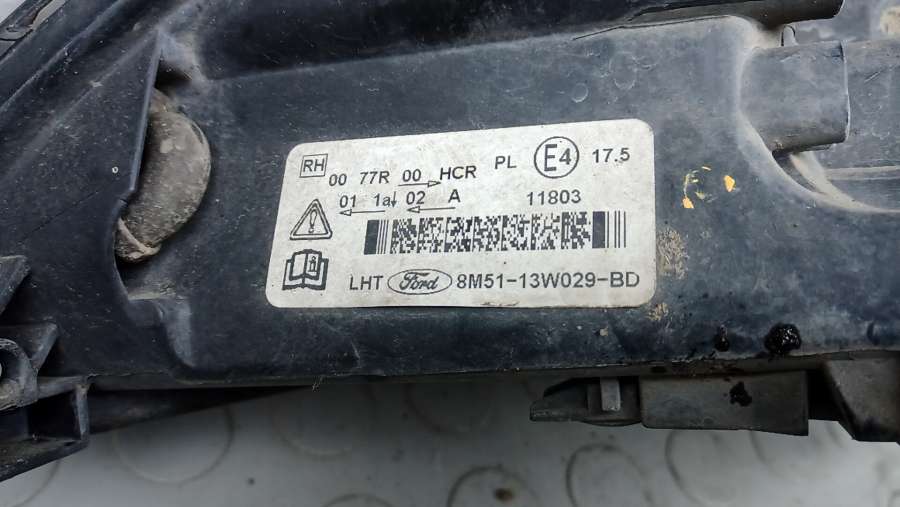 RH 00 77R 00 HCR PL E4 17.5
01 1a 02 A 11803
LHT Ford 8M51-13W029-BD